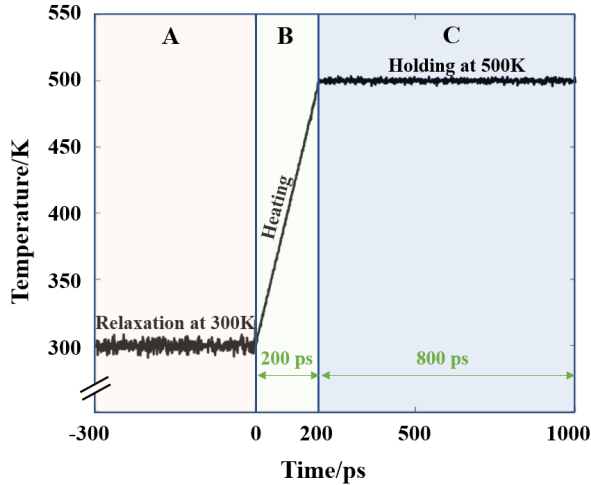 550
A
B
C
Holding at 500K
500
450
Temperature/K
400
Heating
350
Relaxation at 300K
300
200 ps
800 ps
-300
0
200
500
1000
Time/ps